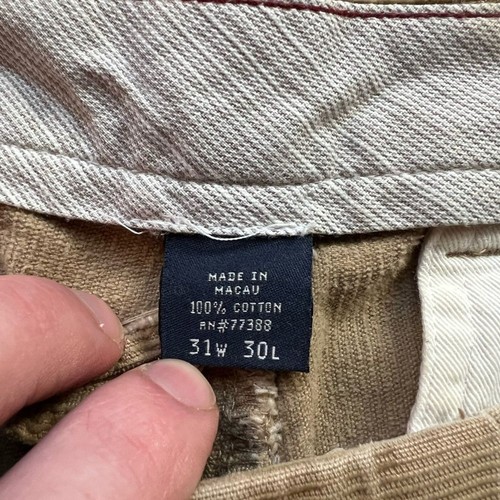 MADE IN
MACAU
100% COTTON
RN#77388
31W 30L